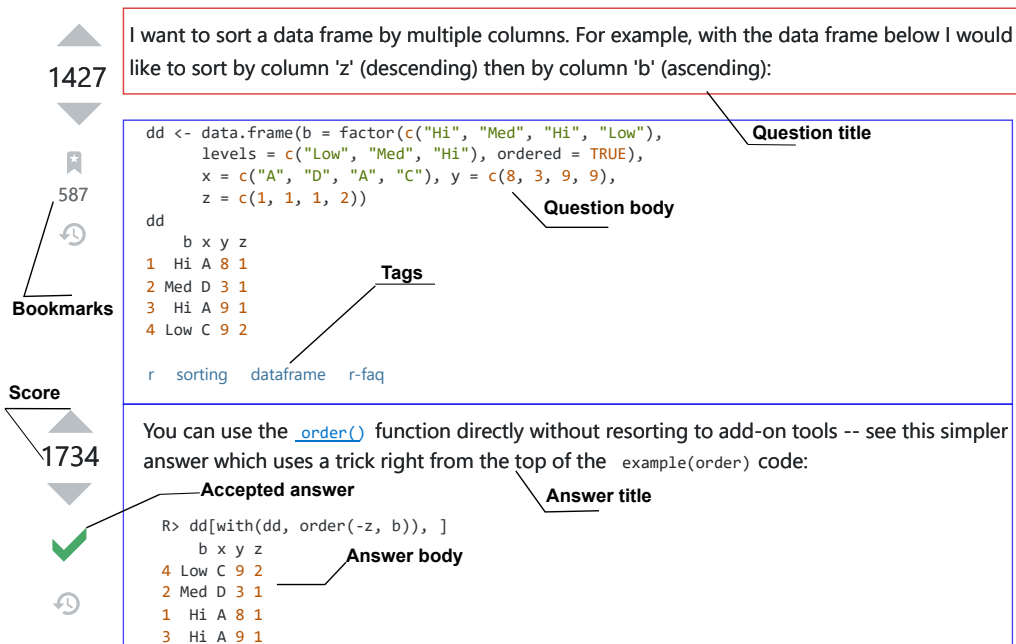 I want to sort a data frame by multiple columns. For example, with the data frame below I would
like to sort by column 'z' (descending) then by column 'b' (ascending):
1427
dd <- data.frame(b = factor(c("Hi", "Med", "Hi", "Low"),
levels = c("Low", "Med", "Hi"), ordered = TRUE),
x = c("A", "D", "A", "C"), y = c(8, 3, 9, 9),
z = c(1, 1, 1, 2))
Question title
587
Question body
dd
b x y z
1 Hi A 8 1
2 Med D 3 1
3 Hi A 9 1
4 Low C 9 2
Tags
Bookmarks
r sorting dataframe r-faq
Score
1734
You can use the order() function directly without resorting to add-on tools -- see this simpler
answer which uses a trick right from the top of the example(order) code:
Accepted answer
Answer title
R> dd[with(dd, order(-z, b)), ]
b x y z
4 Low C 9 2
2 Med D 3 1
1 Hi A 8 1
3 Hi A 9 1
Answer body